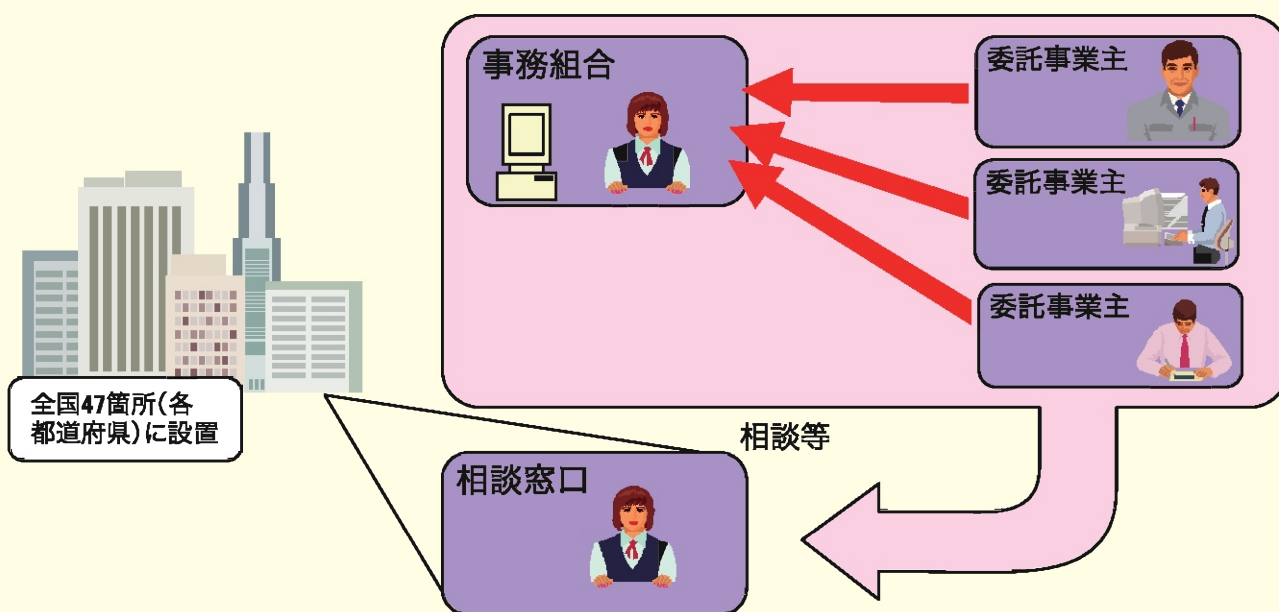 事務組合
委託事業主
委託事業主
委託事業主
全国47箇所(各
都道府県)に設置
相談等
相談窓口